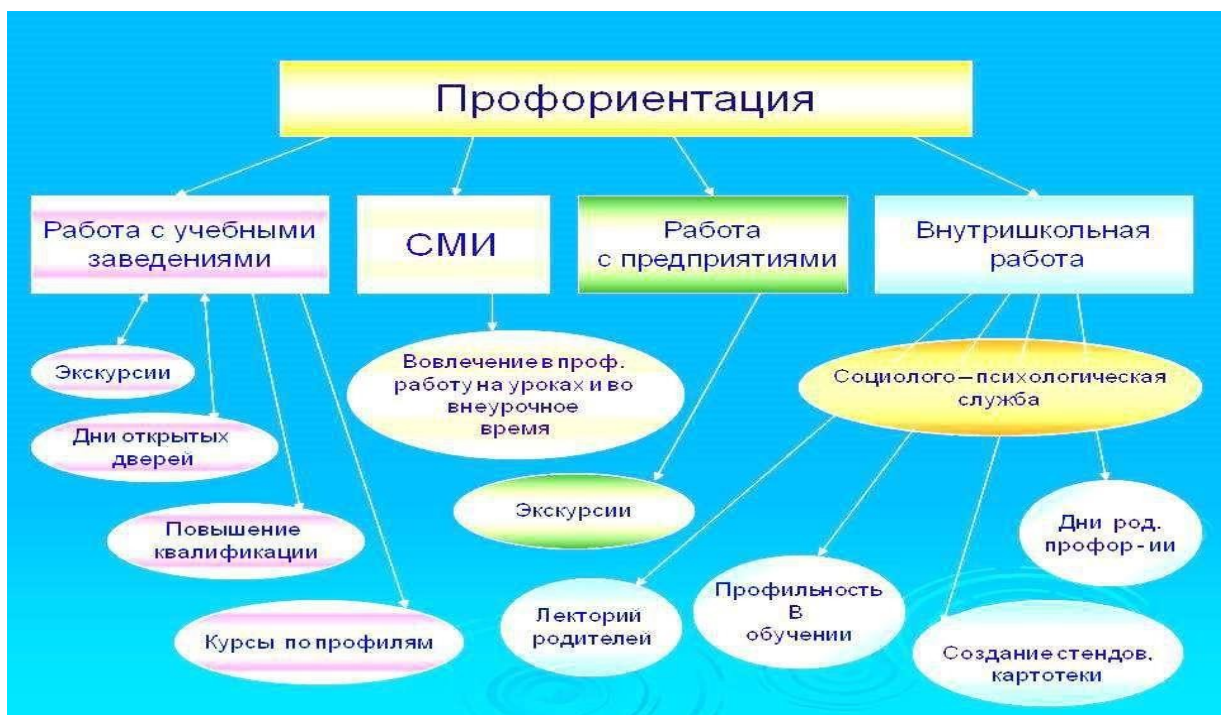 Профориентация
Работа с учебными
заведениями
СМИ
Работа
с предприятиями
Внутришкольная
работа
Экскурсии
Дни открытых
дверей
Повышение
квалификации
Курсы по профилям
Вовлечение в проф.
работу на уроках и во
внеурочное
время
Экскурсии
Социолого–психологическая
служба
Лекторий
родителей
Профильность
В
обучении
Создание стендов,
картотеки
Дни род.
профор-ии